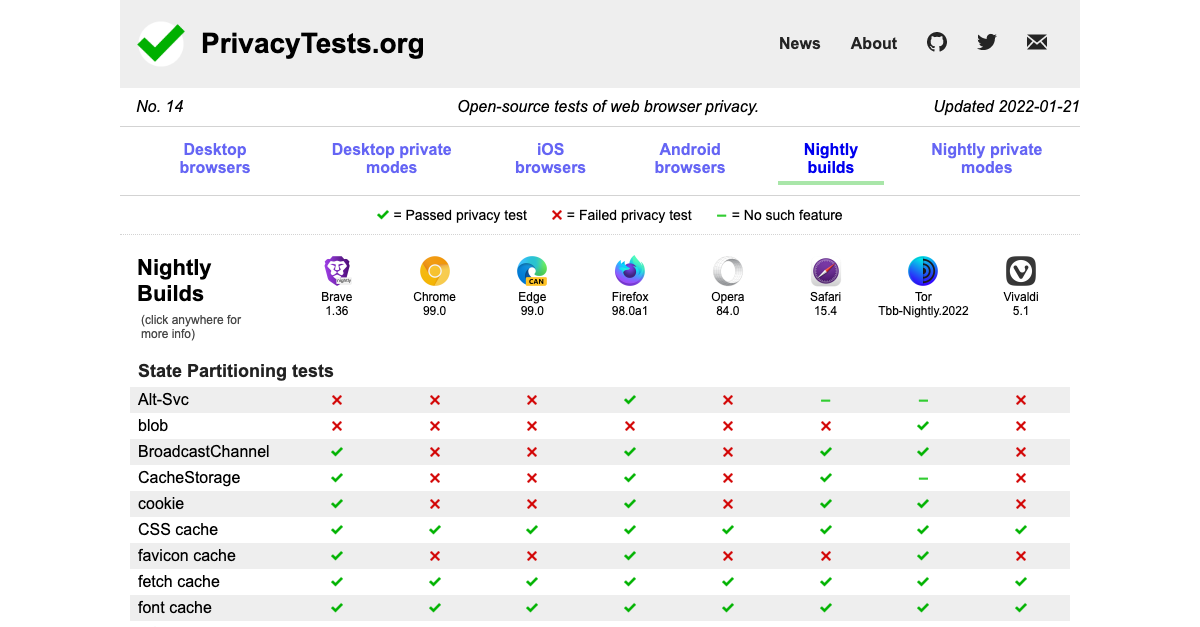 PrivacyTests.org
News About
No. 14 Open-source tests of web browser privacy. Updated 2022-01-21
Desktop browsers Desktop private modes iOS browsers Android browsers Nightly builds Nightly private modes
✓ = Passed privacy test ✕ = Failed privacy test – = No such feature
Nightly Builds
(click anywhere for more info)
Brave 1.36
nightly
Chrome 99.0
Edge 99.0
CAN
Firefox 98.0a1
Opera 84.0
Safari 15.4
Tor Tbb-Nightly.2022
Vivaldi 5.1
State Partitioning tests
Alt-Svc ✕ ✕ ✕ ✓ ✕ – – ✕
blob ✕ ✕ ✕ ✕ ✕ ✕ ✓ ✕
BroadcastChannel ✓ ✕ ✕ ✓ ✕ ✓ ✓ ✕
CacheStorage ✓ ✕ ✕ ✓ ✕ ✓ – ✕
cookie ✓ ✕ ✕ ✓ ✕ ✓ ✓ ✕
CSS cache ✓ ✓ ✓ ✓ ✓ ✓ ✓ ✓
favicon cache ✓ ✕ ✕ ✓ ✕ ✕ ✓ ✕
fetch cache ✓ ✓ ✓ ✓ ✓ ✓ ✓ ✓
font cache ✓ ✓ ✓ ✓ ✓ ✓ ✓ ✓